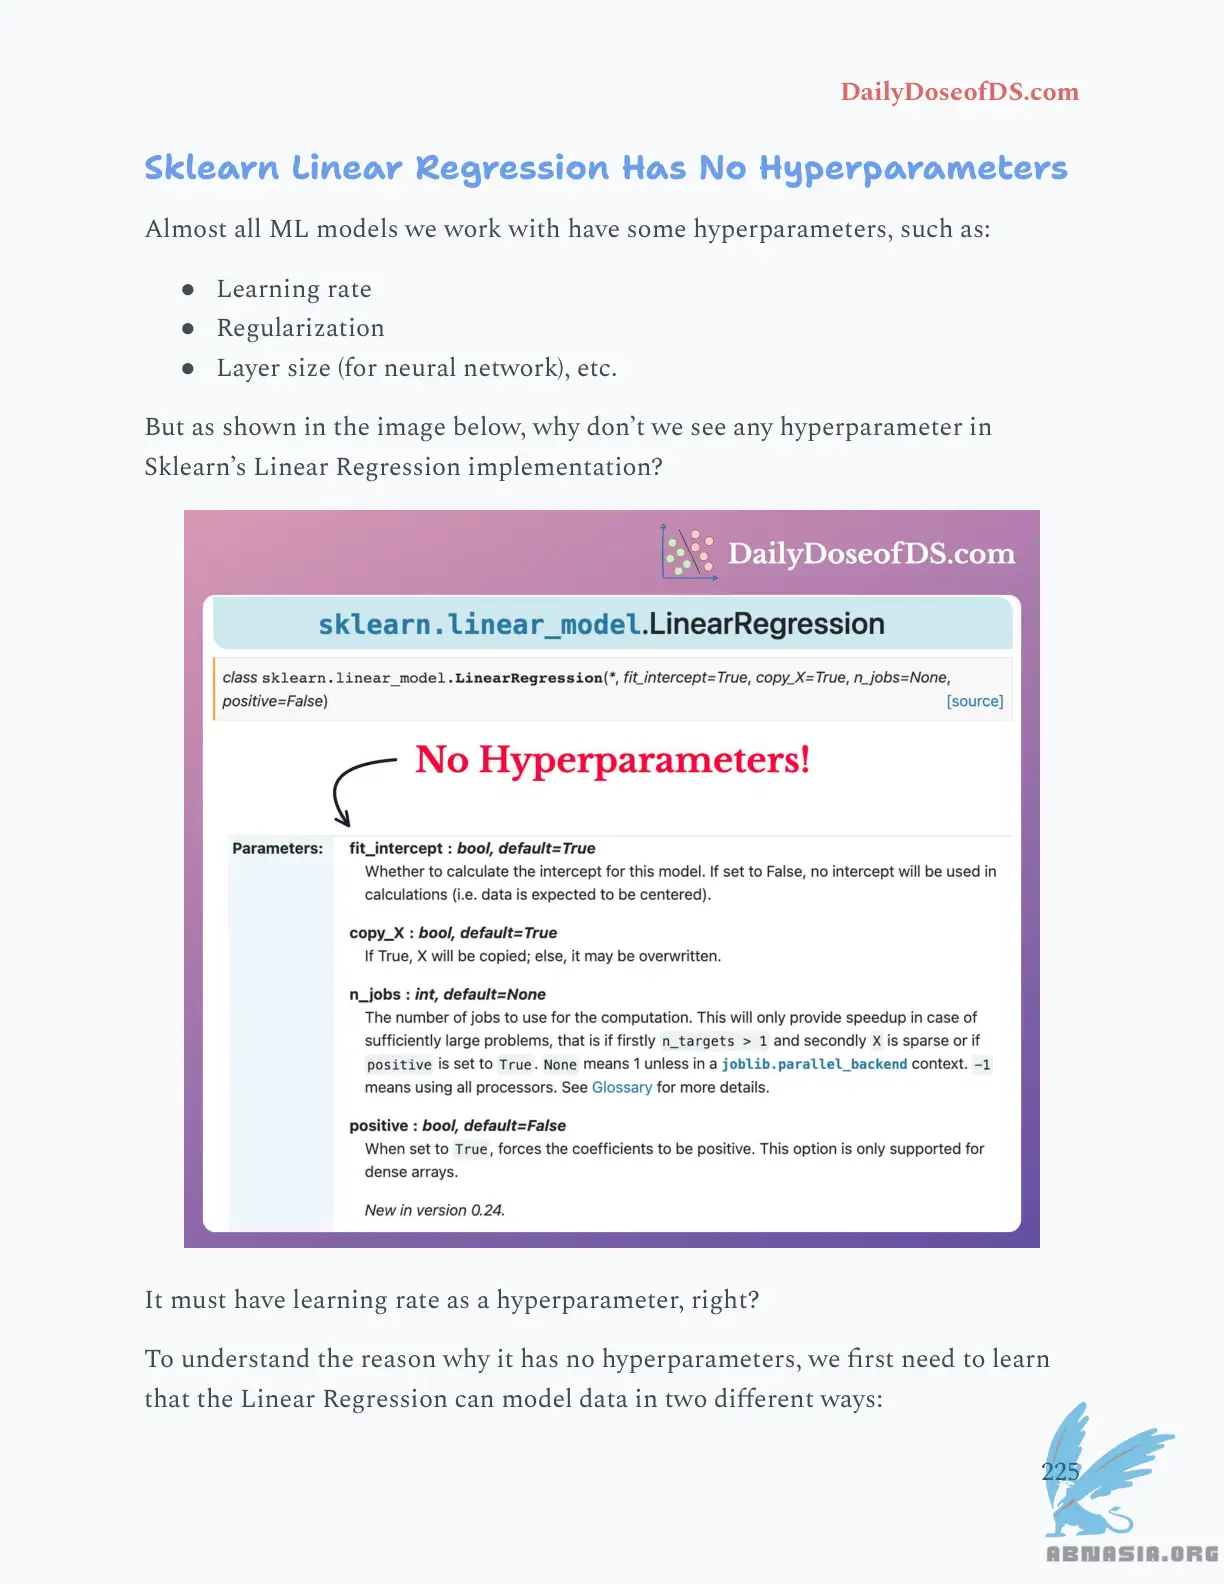 DailyDoseofDS.com
Sklearn Linear Regression Has No Hyperparameters
Almost all ML models we work with have some hyperparameters, such as:
● Learning rate
● Regularization
● Layer size (for neural network), etc.
But as shown in the image below, why don’t we see any hyperparameter in
Sklearn’s Linear Regression implementation?
DailyDoseofDS.com
sklearn.linear_model.LinearRegression
class sklearn.linear_model.LinearRegression(*, fit_intercept=True, copy_X=True, n_jobs=None,
positive=False) [source]
No Hyperparameters!
Parameters: fit_intercept : bool, default=True
Whether to calculate the intercept for this model. If set to False, no intercept will be used in
calculations (i.e. data is expected to be centered).
copy_X : bool, default=True
If True, X will be copied; else, it may be overwritten.
n_jobs : int, default=None
The number of jobs to use for the computation. This will only provide speedup in case of
sufficiently large problems, that is if firstly n_targets > 1 and secondly X is sparse or if
positive is set to True. None means 1 unless in a joblib.parallel_backend context. -1
means using all processors. See Glossary for more details.
positive : bool, default=False
When set to True, forces the coefficients to be positive. This option is only supported for
dense arrays.
New in version 0.24.
It must have learning rate as a hyperparameter, right?
To understand the reason why it has no hyperparameters, we first need to learn
that the Linear Regression can model data in two different ways:
225
ABNASIA.ORG